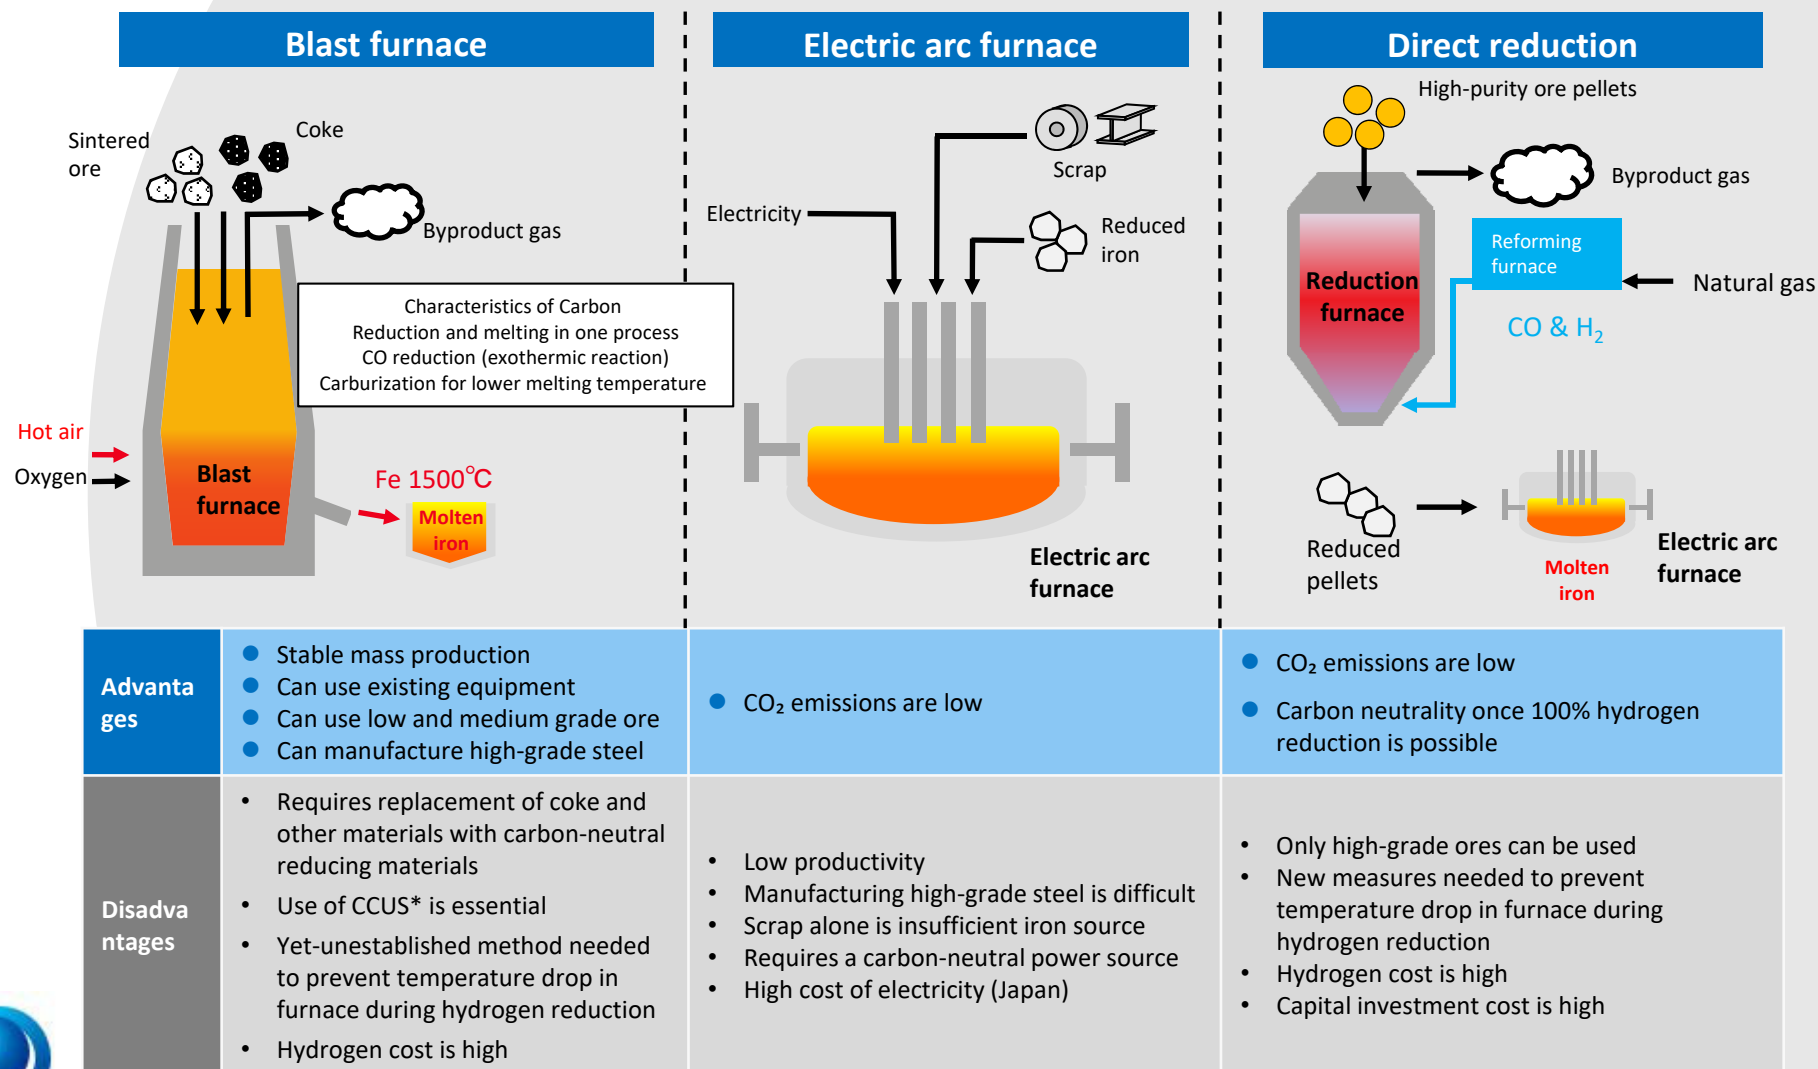 Blast furnace
Sintered
ore
Coke
Byproduct gas
Characteristics of Carbon
Reduction and melting in one process
CO reduction (exothermic reaction)
Carburization for lower melting temperature
Hot air
Oxygen
Blast
furnace
Fe 1500℃
Molten
iron
Electric arc furnace
Scrap
Electricity
Reduced
iron
Electric arc
furnace
Direct reduction
High-purity ore pellets
Byproduct gas
Reforming
furnace
Natural gas
Reduction
furnace
CO & H₂
Reduced
pellets
Molten
iron
Electric arc
furnace
Advanta
ges
● Stable mass production
● Can use existing equipment
● Can use low and medium grade ore
● Can manufacture high-grade steel
● CO₂ emissions are low
● CO₂ emissions are low
● Carbon neutrality once 100% hydrogen
reduction is possible
Disadva
ntages
• Requires replacement of coke and
other materials with carbon-neutral
reducing materials
• Use of CCUS* is essential
• Yet-unestablished method needed
to prevent temperature drop in
furnace during hydrogen reduction
• Hydrogen cost is high
• Low productivity
• Manufacturing high-grade steel is difficult
• Scrap alone is insufficient iron source
• Requires a carbon-neutral power source
• High cost of electricity (Japan)
• Only high-grade ores can be used
• New measures needed to prevent
temperature drop in furnace during
hydrogen reduction
• Hydrogen cost is high
• Capital investment cost is high